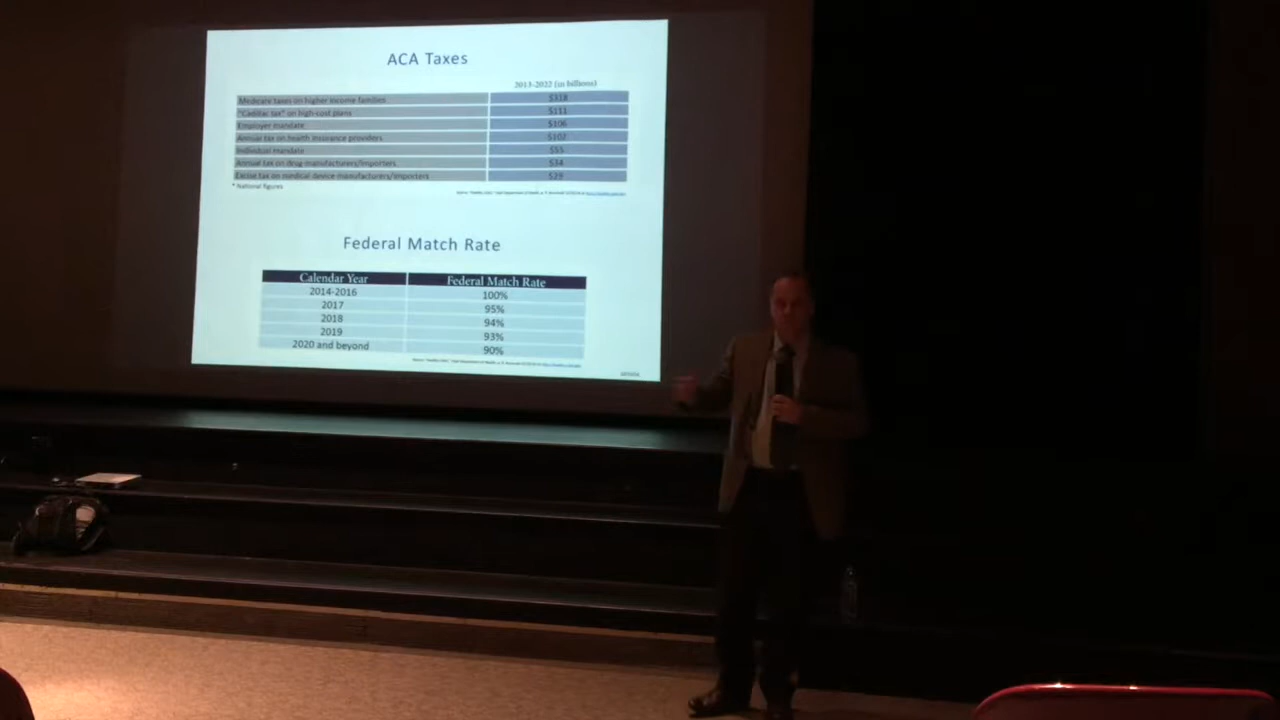 ACA Taxes
2013-2022 (in billions)
Medicare taxes on higher income families $318
"Cadillac tax" on high-cost plans $111
Employer mandate $106
Annual tax on health insurance providers $102
Individual mandate $55
Annual tax on drug manufacturers/importers $34
Excise tax on medical device manufacturers/importers $29
* National figures
Federal Match Rate
Calendar Year Federal Match Rate
2014-2016 100%
2017 95%
2018 94%
2019 93%
2020 and beyond 90%